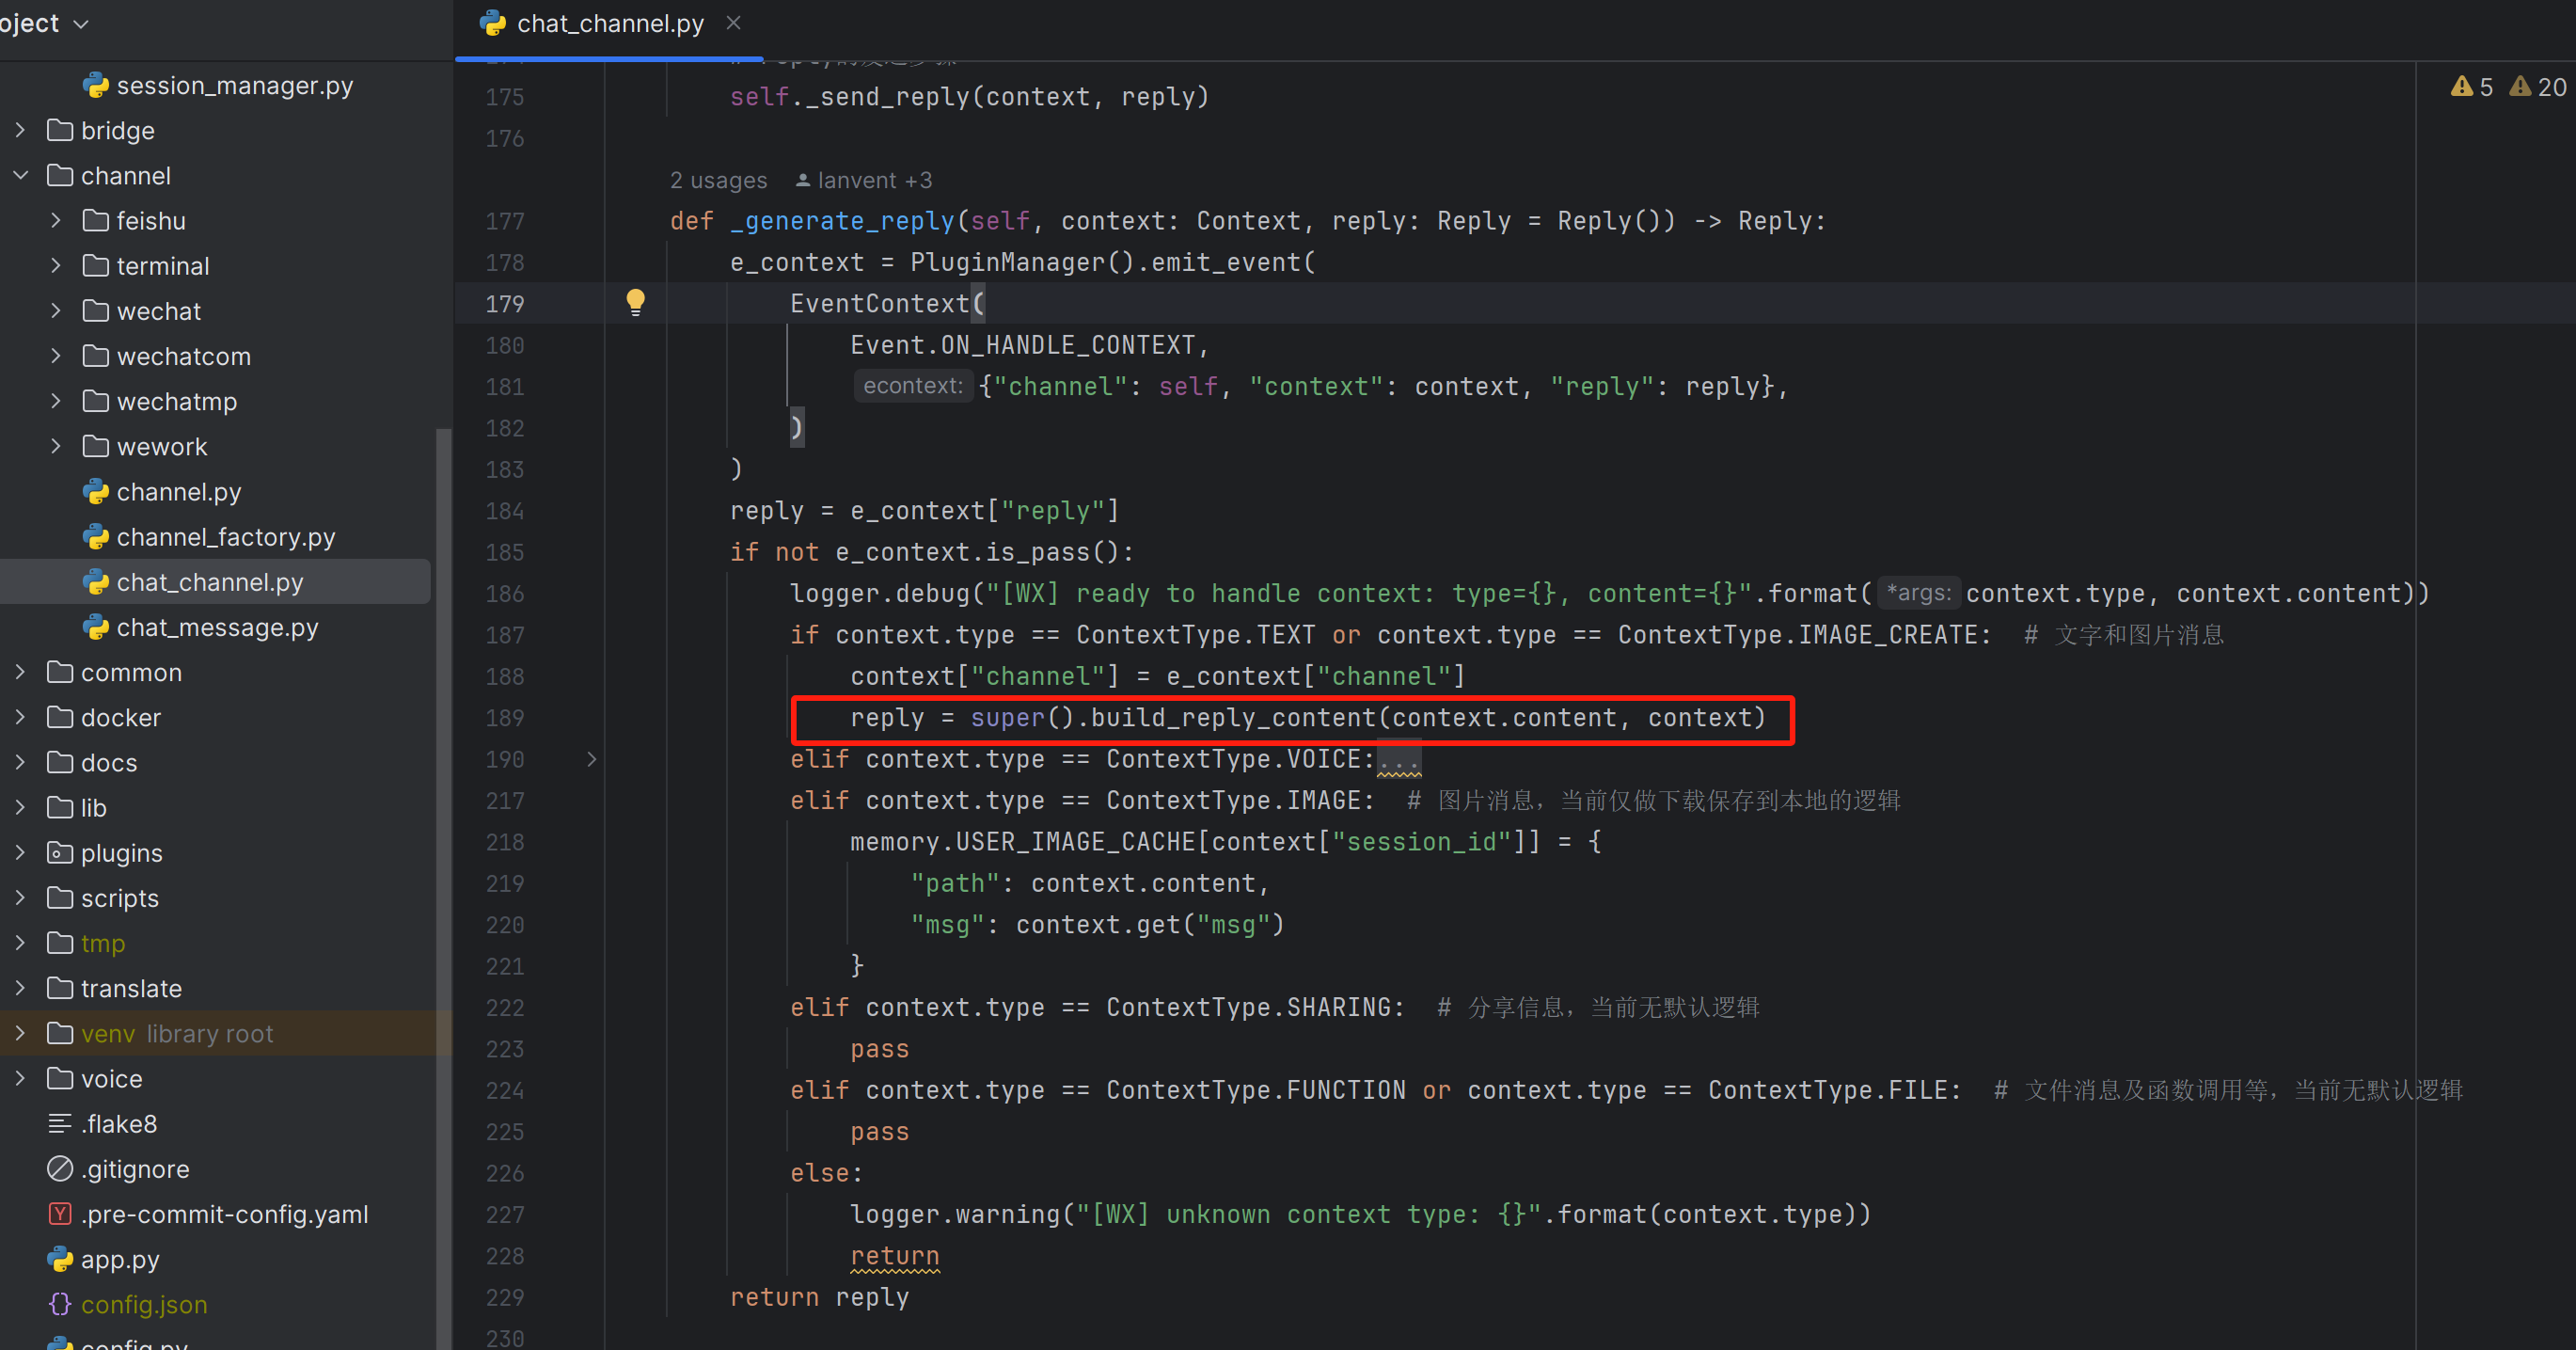 oject
session_manager.py
bridge
channel
feishu
terminal
wechat
wechatcom
wechatmp
wework
channel.py
channel_factory.py
chat_channel.py
chat_message.py
common
docker
docs
lib
plugins
scripts
tmp
translate
venv library root
voice
.flake8
.gitignore
.pre-commit-config.yaml
app.py
config.json
config.py
chat_channel.py
5 20
175 self._send_reply(context, reply)
176
2 usages lanvent +3
177 def _generate_reply(self, context: Context, reply: Reply = Reply()) -> Reply:
178 e_context = PluginManager().emit_event(
179 EventContext(
180 Event.ON_HANDLE_CONTEXT,
181 econtext: {"channel": self, "context": context, "reply": reply},
182 )
183 )
184 reply = e_context["reply"]
185 if not e_context.is_pass():
186 logger.debug("[WX] ready to handle context: type={}, content={}".format( *args: context.type, context.content))
187 if context.type == ContextType.TEXT or context.type == ContextType.IMAGE_CREATE: # 文字和图片消息
188 context["channel"] = e_context["channel"]
189 reply = super().build_reply_content(context.content, context)
190 elif context.type == ContextType.VOICE:...
217 elif context.type == ContextType.IMAGE: # 图片消息，当前仅做下载保存到本地的逻辑
218 memory.USER_IMAGE_CACHE[context["session_id"]] = {
219 "path": context.content,
220 "msg": context.get("msg")
221 }
222 elif context.type == ContextType.SHARING: # 分享信息，当前无默认逻辑
223 pass
224 elif context.type == ContextType.FUNCTION or context.type == ContextType.FILE: # 文件消息及函数调用等，当前无默认逻辑
225 pass
226 else:
227 logger.warning("[WX] unknown context type: {}".format(context.type))
228 return
229 return reply
230